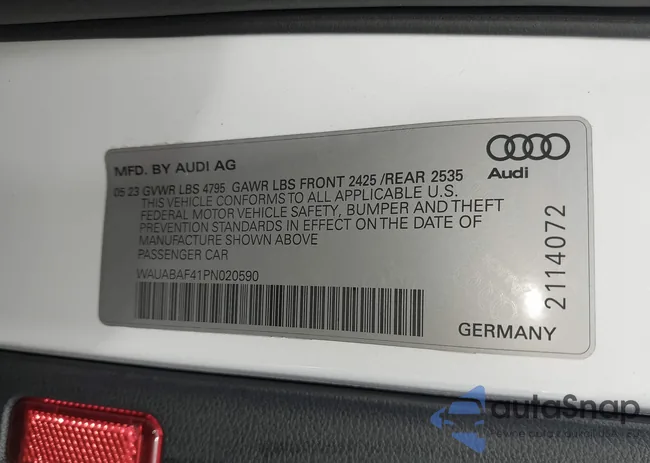 MFD. BY AUDI AG
Audi
05 23 GVWR LBS 4795 GAWR LBS FRONT 2425 /REAR 2535
THIS VEHICLE CONFORMS TO ALL APPLICABLE U.S.
FEDERAL MOTOR VEHICLE SAFETY, BUMPER AND THEFT
PREVENTION STANDARDS IN EFFECT ON THE DATE OF
MANUFACTURE SHOWN ABOVE
PASSENGER CAR
WAUABAF41PN020590
2114072
GERMANY
autoSnap